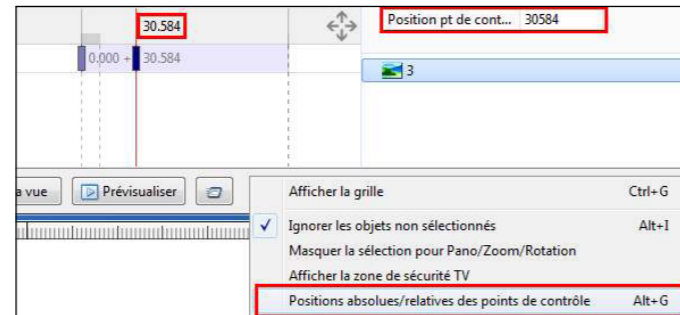 30.584
Position pt de cont... 30584
0.000 + 30.584
3
a vue
Prévisualiser
Afficher la grille Ctrl+G
Ignorer les objets non sélectionnés Alt+I
Masquer la sélection pour Pano/Zoom/Rotation
Afficher la zone de sécurité TV
Positions absolues/relatives des points de contrôle Alt+G